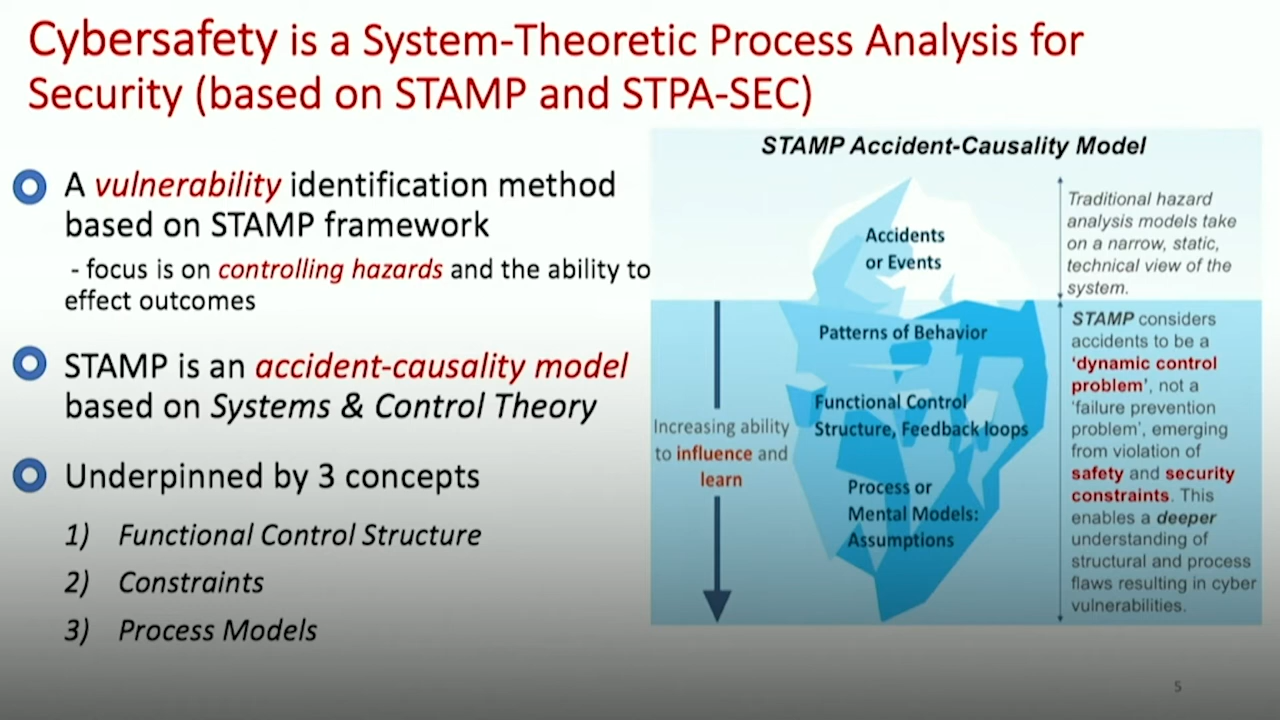 Cybersafety is a System-Theoretic Process Analysis for
Security (based on STAMP and STPA-SEC)
A vulnerability identification method
based on STAMP framework
- focus is on controlling hazards and the ability to
effect outcomes
STAMP is an accident-causality model
based on Systems & Control Theory
Underpinned by 3 concepts
1) Functional Control Structure
2) Constraints
3) Process Models
STAMP Accident-Causality Model
Accidents
or Events
Patterns of Behavior
Functional Control
Structure, Feedback loops
Process or
Mental Models:
Assumptions
Increasing ability
to influence and
learn
Traditional hazard
analysis models take
on a narrow, static,
technical view of the
system.
STAMP considers
accidents to be a
‘dynamic control
problem’, not a
‘failure prevention
problem’, emerging
from violation of
safety and security
constraints. This
enables a deeper
understanding of
structural and process
flaws resulting in cyber
vulnerabilities.
5